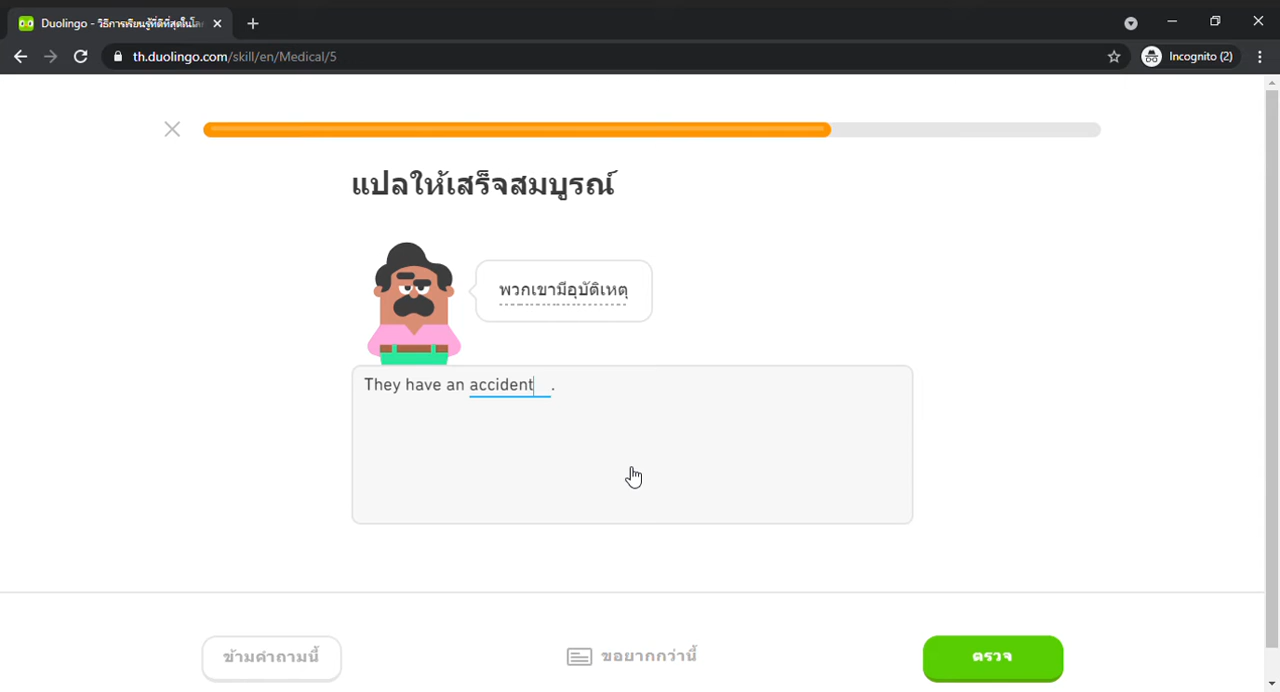 Duolingo - วิธีการเรียนรู้ที่ดีที่สุดในโล
th.duolingo.com/skill/en/Medical/5
Incognito (2)
แปลให้เสร็จสมบูรณ์
พวกเขามีอุบัติเหตุ
They have an accident .
ข้ามคำถามนี้
ขอยากกว่านี้
ตรวจ